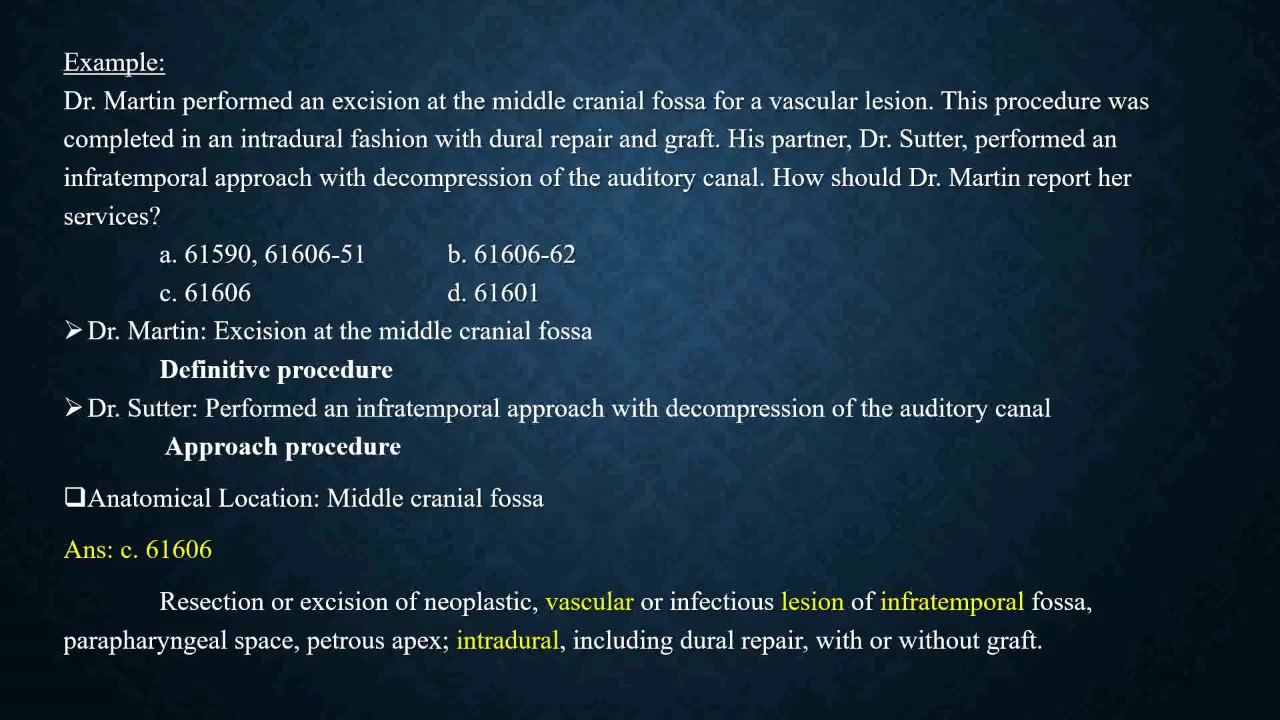 Example:
Dr. Martin performed an excision at the middle cranial fossa for a vascular lesion. This procedure was
completed in an intradural fashion with dural repair and graft. His partner, Dr. Sutter, performed an
infratemporal approach with decompression of the auditory canal. How should Dr. Martin report her
services?
a. 61590, 61606-51 b. 61606-62
c. 61606 d. 61601
➢Dr. Martin: Excision at the middle cranial fossa
Definitive procedure
➢Dr. Sutter: Performed an infratemporal approach with decompression of the auditory canal
Approach procedure
❑Anatomical Location: Middle cranial fossa
Ans: c. 61606
Resection or excision of neoplastic, vascular or infectious lesion of infratemporal fossa,
parapharyngeal space, petrous apex; intradural, including dural repair, with or without graft.